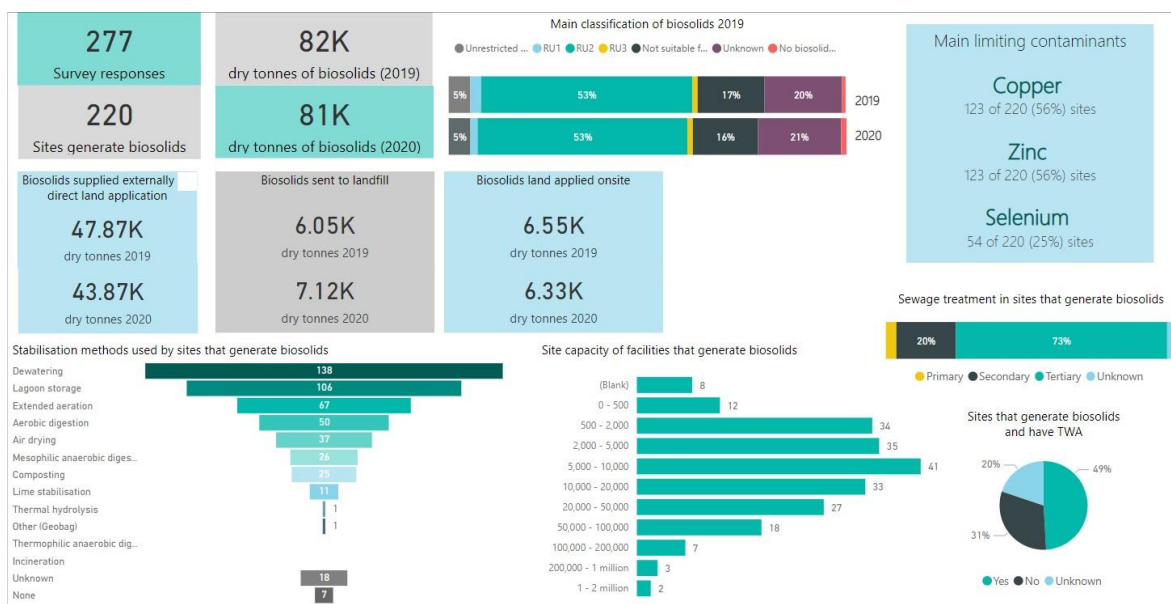 277
Survey responses
82K
dry tonnes of biosolids (2019)
220
Sites generate biosolids
81K
dry tonnes of biosolids (2020)
Main classification of biosolids 2019
Unrestricted ... RU1 RU2 RU3 Not suitable f... Unknown No biosolid...
5% 53% 17% 20% 2019
5% 53% 16% 21% 2020
Main limiting contaminants
Copper
123 of 220 (56%) sites
Zinc
123 of 220 (56%) sites
Selenium
54 of 220 (25%) sites
Biosolids supplied externally
direct land application
47.87K
dry tonnes 2019
43.87K
dry tonnes 2020
Biosolids sent to landfill
6.05K
dry tonnes 2019
7.12K
dry tonnes 2020
Biosolids land applied onsite
6.55K
dry tonnes 2019
6.33K
dry tonnes 2020
Sewage treatment in sites that generate biosolids
20% 73%
Primary Secondary Tertiary Unknown
Stabilisation methods used by sites that generate biosolids
Dewatering 138
Lagoon storage 106
Extended aeration 67
Aerobic digestion 50
Air drying 37
Mesophilic anaerobic diges... 26
Composting 25
Lime stabilisation 11
Thermal hydrolysis 1
Other (Geobag) 1
Thermophilic anaerobic dig...
Incineration
Unknown 18
None 7
Site capacity of facilities that generate biosolids
(Blank) 8
0 - 500 12
500 - 2,000 34
2,000 - 5,000 35
5,000 - 10,000 41
10,000 - 20,000 33
20,000 - 50,000 27
50,000 - 100,000 18
100,000 - 200,000 7
200,000 - 1 million 3
1 - 2 million 2
Sites that generate biosolids
and have TWA
20% 49%
31%
Yes No Unknown